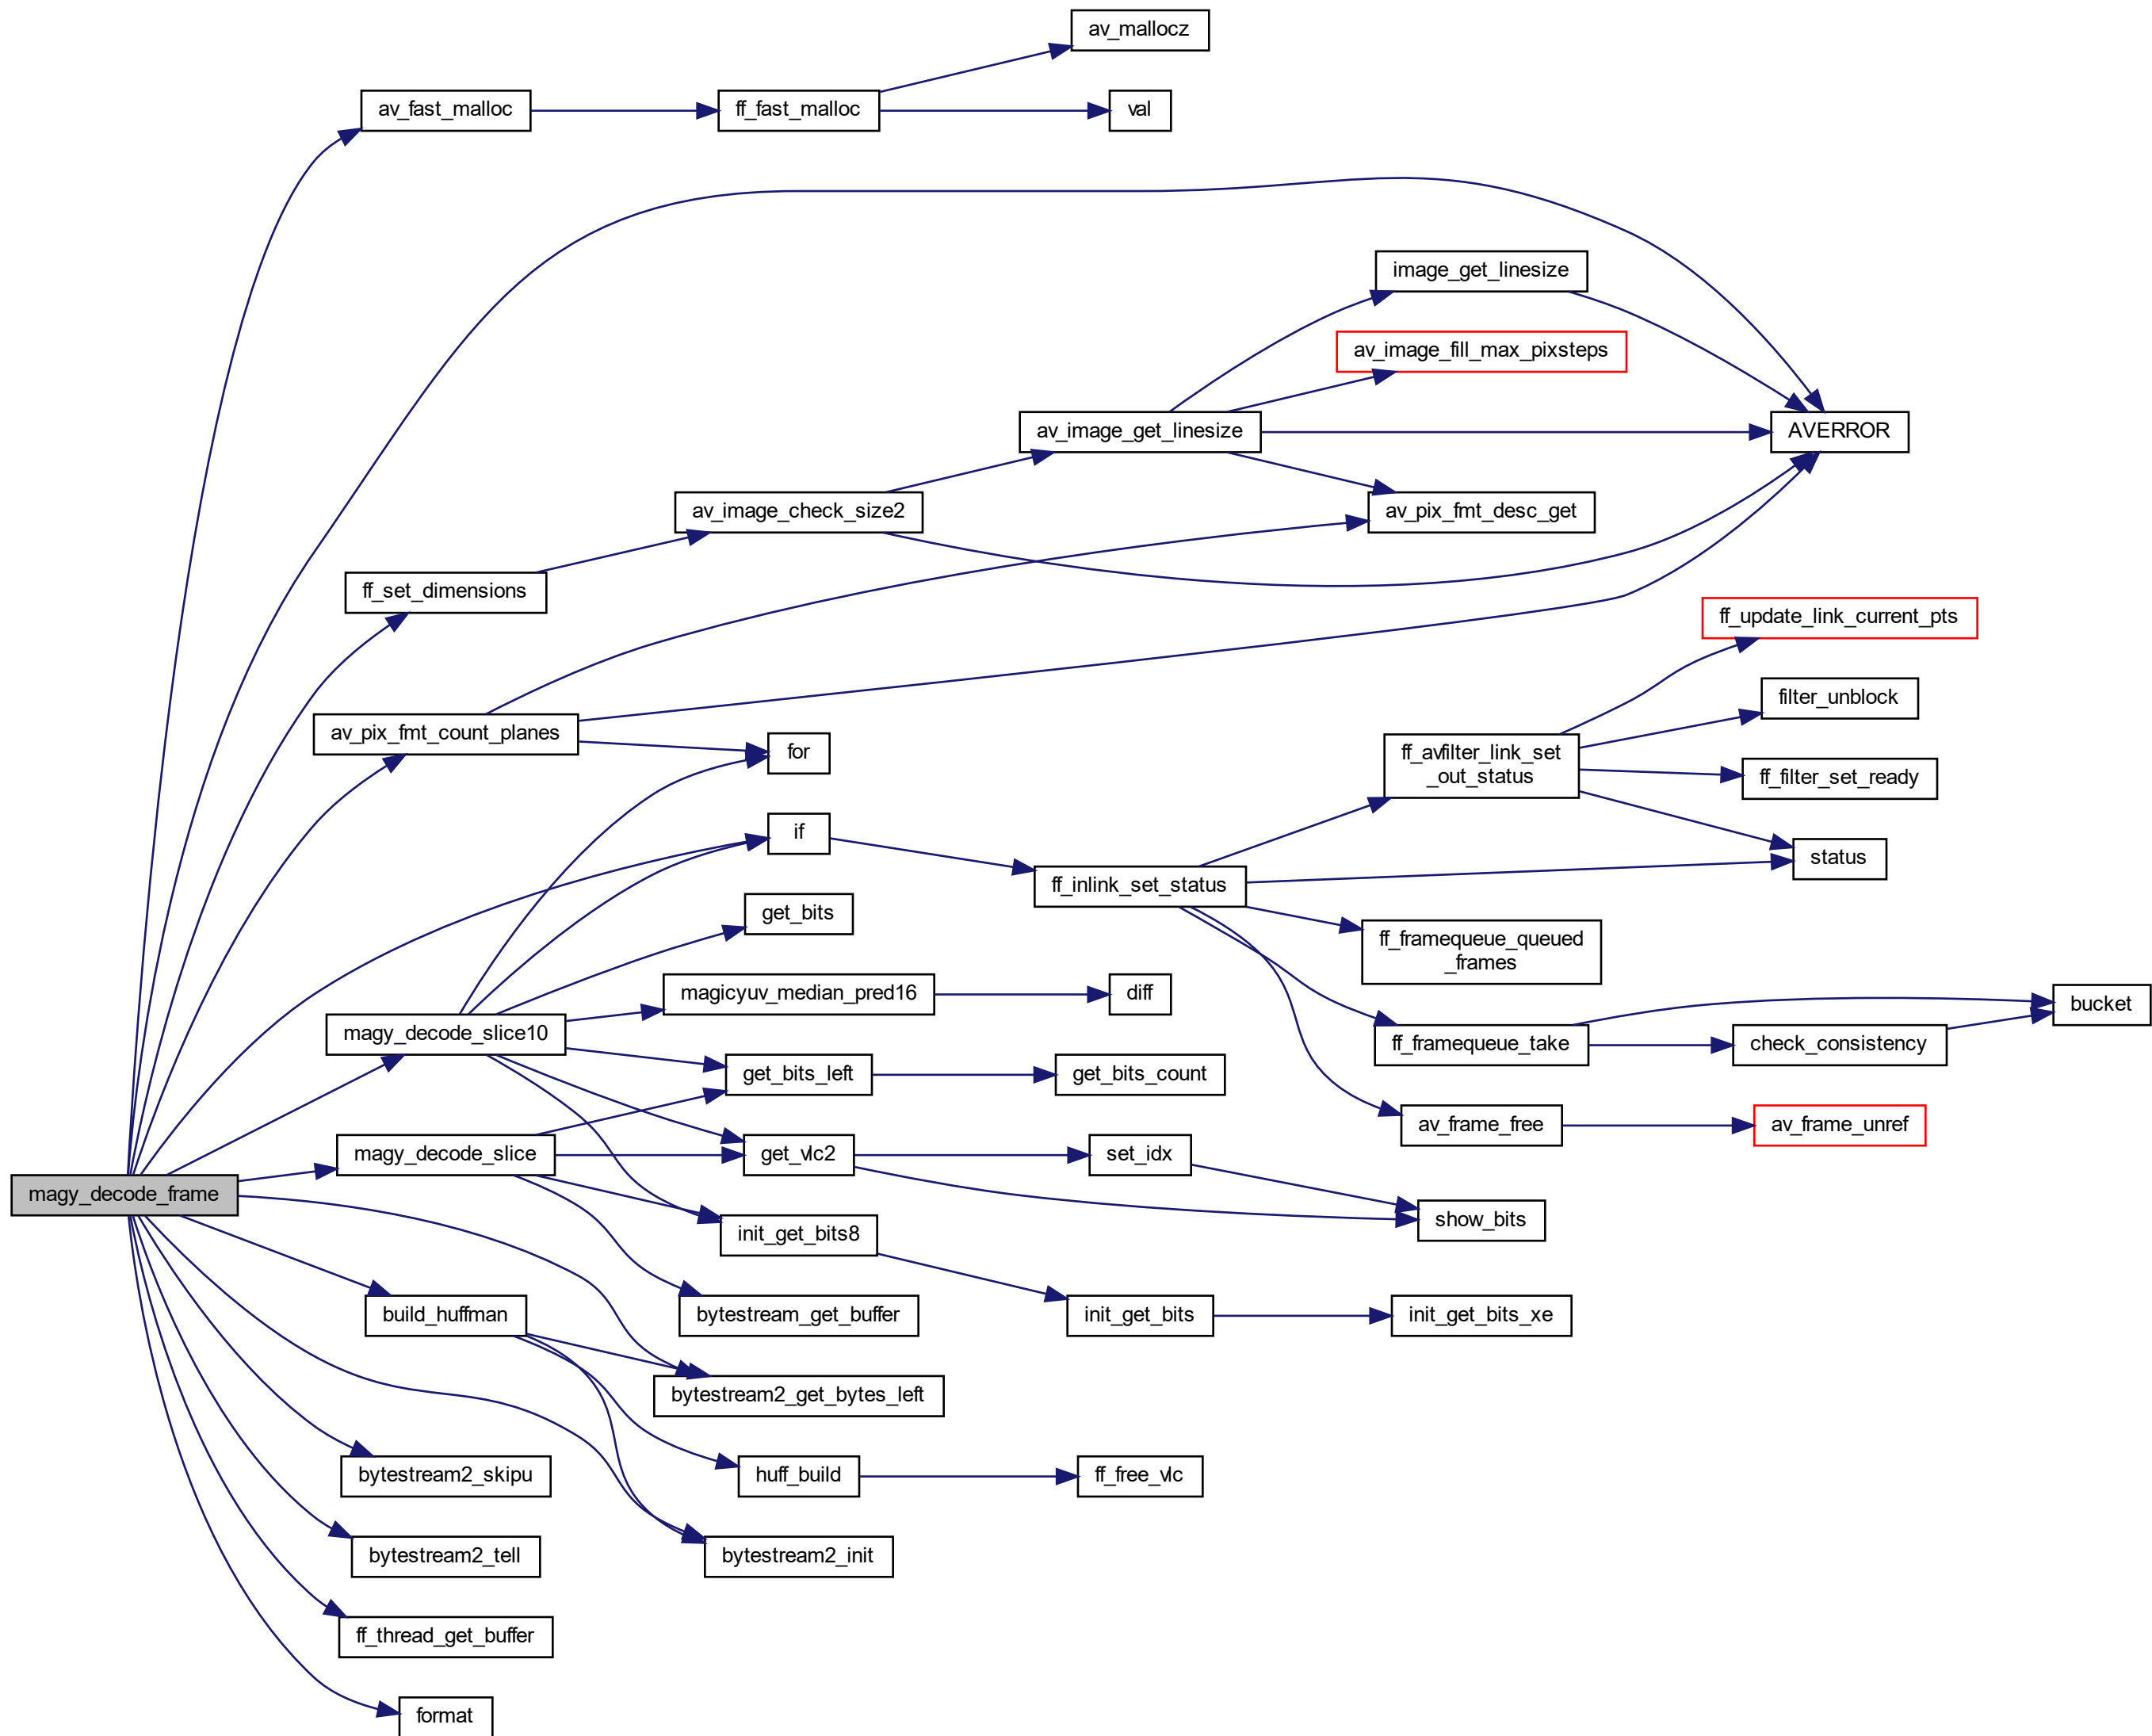 av_mallocz
av_fast_malloc
ff_fast_malloc
val
image_get_linesize
av_image_fill_max_pixsteps
av_image_get_linesize
AVERROR
av_image_check_size2
av_pix_fmt_desc_get
ff_set_dimensions
ff_update_link_current_pts
filter_unblock
av_pix_fmt_count_planes
for
ff_avfilter_link_set
_out_status
ff_filter_set_ready
if
status
ff_inlink_set_status
get_bits
ff_framequeue_queued
_frames
magicyuv_median_pred16
diff
bucket
magy_decode_slice10
ff_framequeue_take
check_consistency
get_bits_left
get_bits_count
av_frame_free
av_frame_unref
magy_decode_slice
get_vlc2
set_idx
magy_decode_frame
show_bits
init_get_bits8
build_huffman
bytestream_get_buffer
init_get_bits
init_get_bits_xe
bytestream2_get_bytes_left
bytestream2_skipu
huff_build
ff_free_vlc
bytestream2_tell
bytestream2_init
ff_thread_get_buffer
format